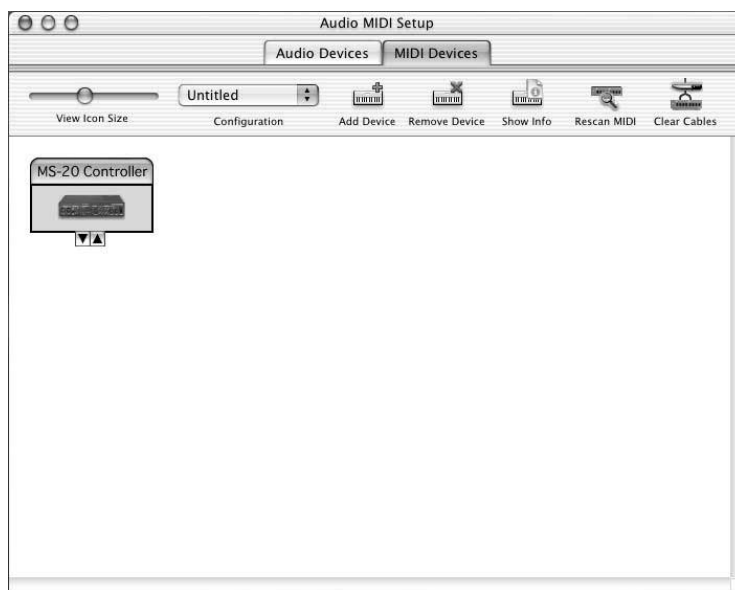 Audio MIDI Setup
Audio Devices MIDI Devices
Untitled
View Icon Size Configuration Add Device Remove Device Show Info Rescan MIDI Clear Cables
MS-20 Controller